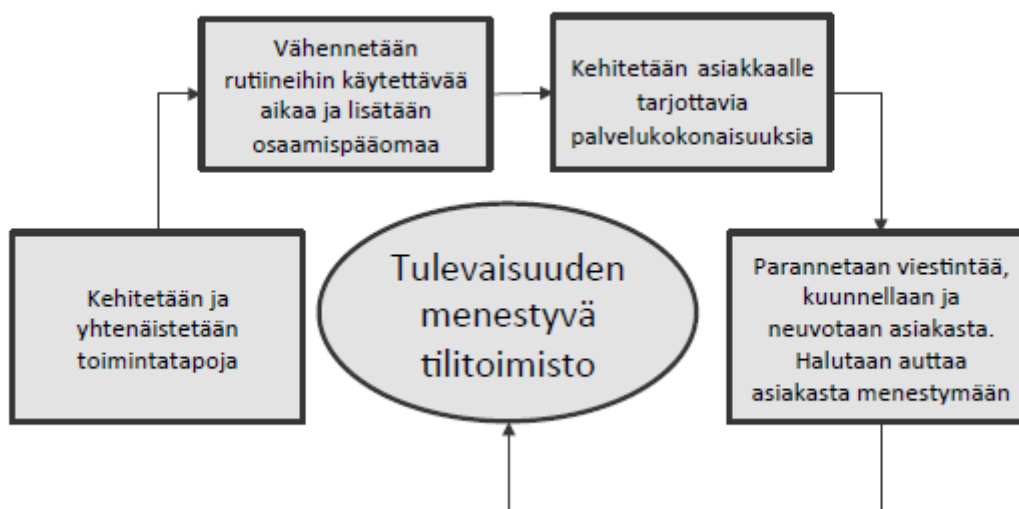 Vähennetään
rutiineihin käytettävää
aikaa ja lisätään
osaamispääomaa
Kehitetään asiakkaalle
tarjottavia
palvelukokonaisuuksia
Kehitetään ja
yhtenäistetään
toimintatapoja
Tulevaisuuden
menestyvä
tilitoimisto
Parannetaan viestintää,
kuunnellaan ja
neuvotaan asiakasta.
Halutaan auttaa
asiakasta menestymään